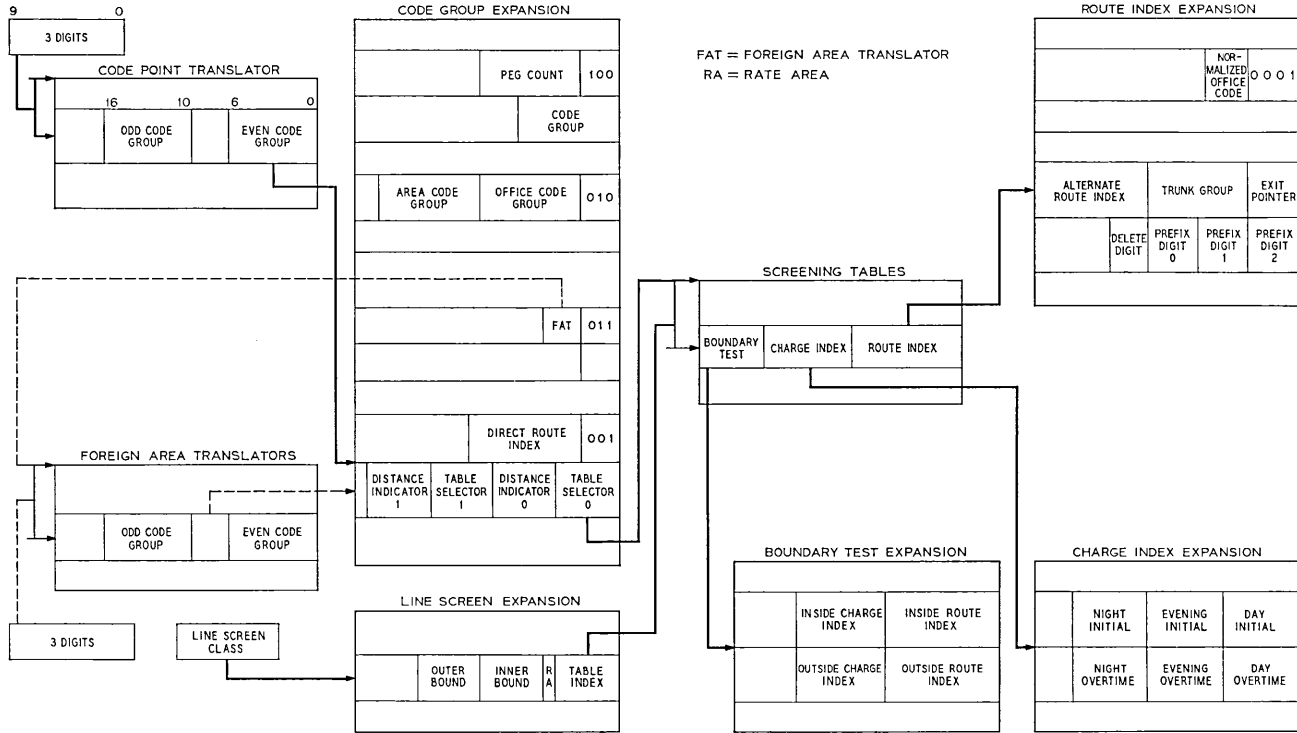 9 0
3 DIGITS
CODE POINT TRANSLATOR
16 10 6 0
ODD CODE
GROUP
EVEN CODE
GROUP
CODE GROUP EXPANSION
PEG COUNT
100
CODE
GROUP
AREA CODE
GROUP
OFFICE CODE
GROUP
010
FAT
011
DIRECT ROUTE
INDEX
001
DISTANCE
INDICATOR
1
TABLE
SELECTOR
1
DISTANCE
INDICATOR
0
TABLE
SELECTOR
0
FAT = FOREIGN AREA TRANSLATOR
RA = RATE AREA
ROUTE INDEX EXPANSION
NOR-
MALIZED
OFFICE
CODE
0001
ALTERNATE
ROUTE INDEX
TRUNK GROUP
EXIT
POINTER
DELETE
DIGIT
PREFIX
DIGIT
0
PREFIX
DIGIT
1
PREFIX
DIGIT
2
SCREENING TABLES
BOUNDARY
TEST
CHARGE INDEX
ROUTE INDEX
FOREIGN AREA TRANSLATORS
ODD CODE
GROUP
EVEN CODE
GROUP
3 DIGITS
LINE SCREEN
CLASS
LINE SCREEN EXPANSION
OUTER
BOUND
INNER
BOUND
R
A
TABLE
INDEX
BOUNDARY TEST EXPANSION
INSIDE CHARGE
INDEX
INSIDE ROUTE
INDEX
OUTSIDE CHARGE
INDEX
OUTSIDE ROUTE
INDEX
CHARGE INDEX EXPANSION
NIGHT
INITIAL
EVENING
INITIAL
DAY
INITIAL
NIGHT
OVERTIME
EVENING
OVERTIME
DAY
OVERTIME